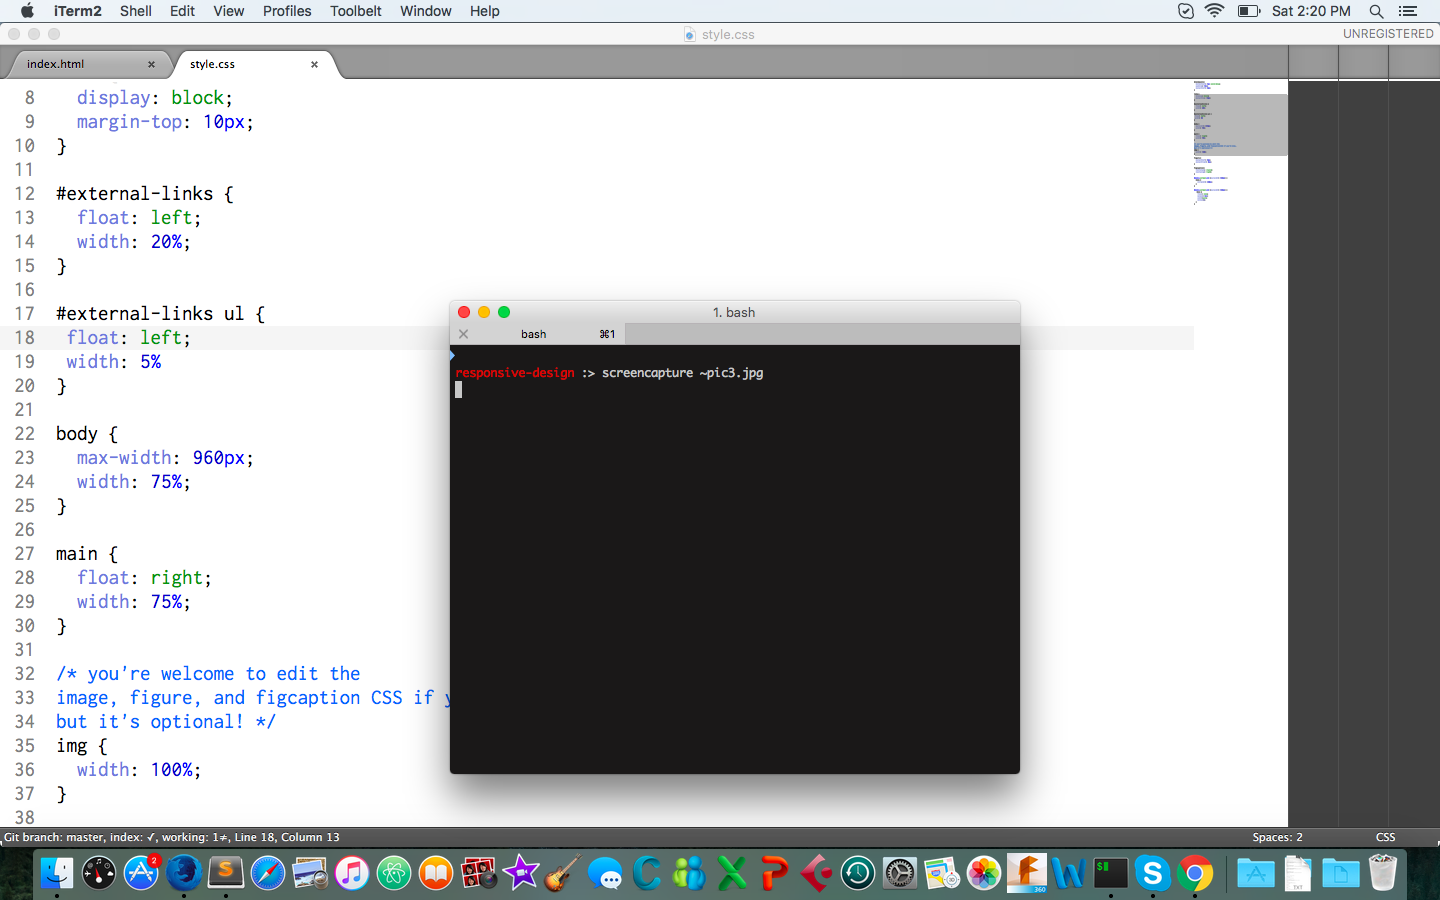 iTerm2 Shell Edit View Profiles Toolbelt Window Help Sat 2:20 PM
style.css UNREGISTERED
index.html × style.css ×
8 display: block;
9 margin-top: 10px;
10 }
11
12 #external-links {
13 float: left;
14 width: 20%;
15 }
16
17 #external-links ul {
18 float: left;
19 width: 5%
20 }
21
22 body {
23 max-width: 960px;
24 width: 75%;
25 }
26
27 main {
28 float: right;
29 width: 75%;
30 }
31
32 /* you're welcome to edit the
33 image, figure, and figcaption CSS if
34 but it's optional! */
35 img {
36 width: 100%;
37 }
38
1. bash
bash ⌘1
responsive-design :> screencapture ~pic3.jpg
Git branch: master, index: ✓, working: 1≠, Line 18, Column 13 Spaces: 2 CSS
2
360
$
TXT